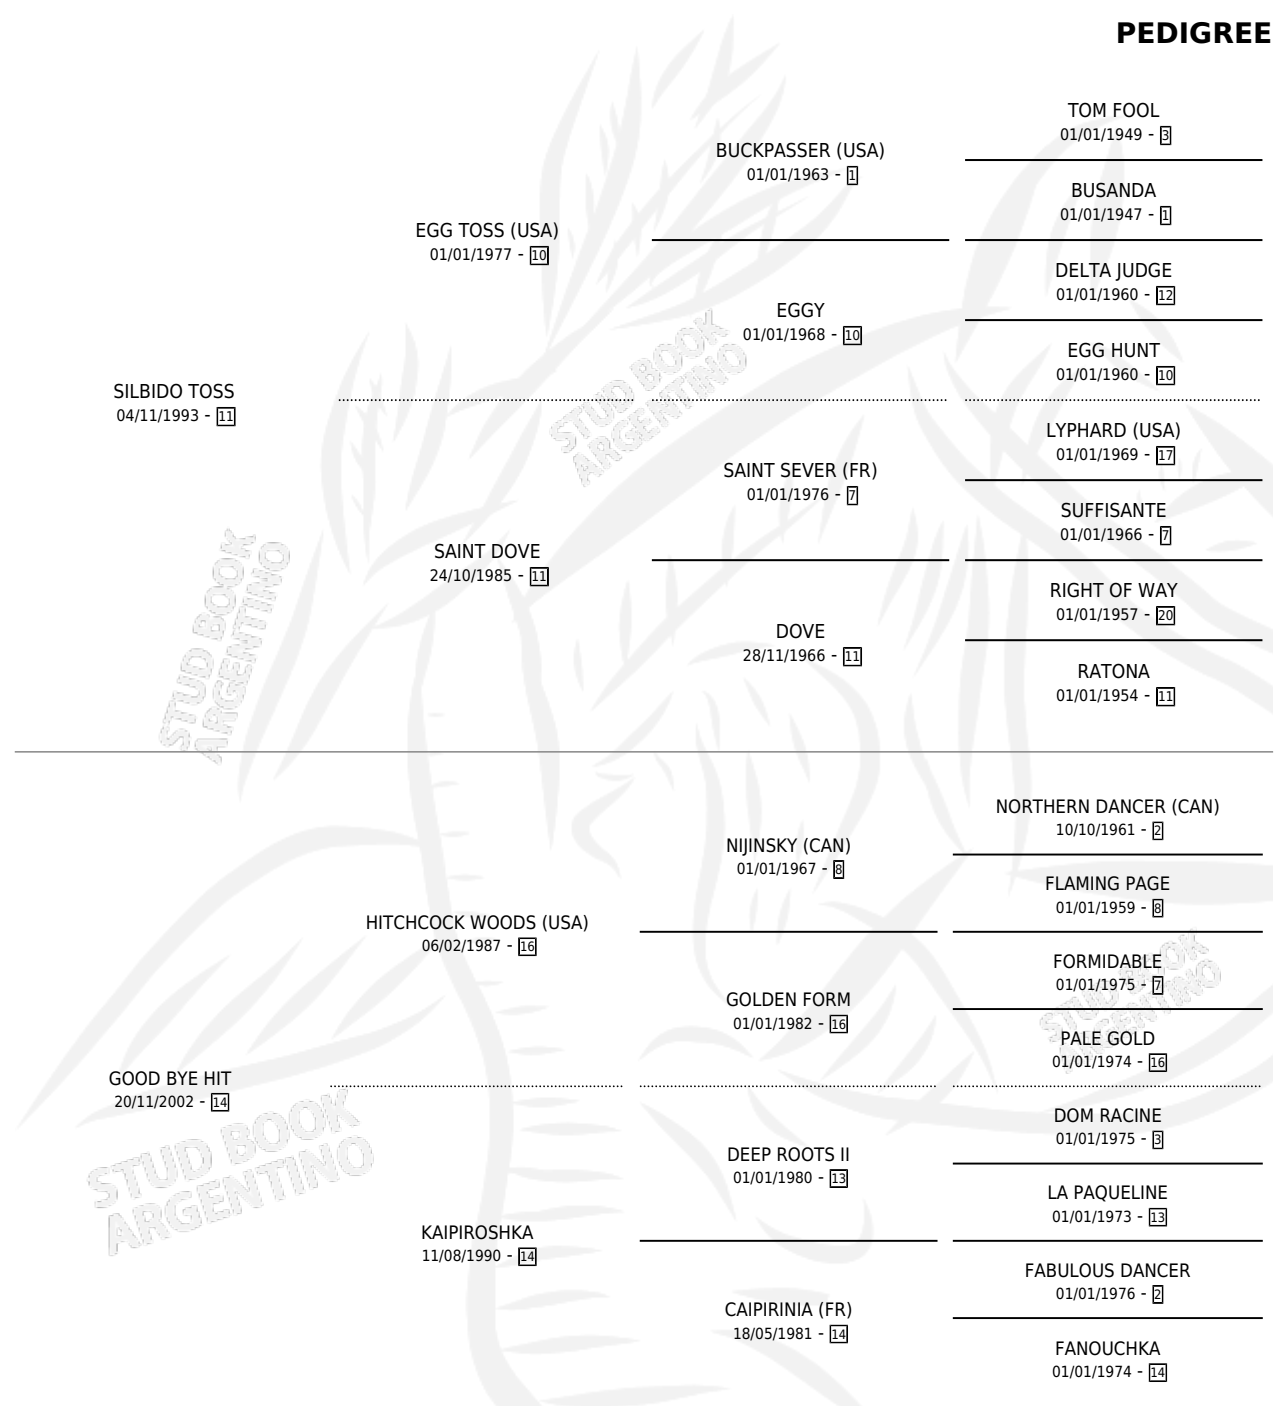 PEDIGREE
TOM FOOL
01/01/1949 - 3
BUCKPASSER (USA)
01/01/1963 - 1
BUSANDA
01/01/1947 - 1
EGG TOSS (USA)
01/01/1977 - 10
DELTA JUDGE
01/01/1960 - 12
EGGY
01/01/1968 - 10
EGG HUNT
01/01/1960 - 10
SILBIDO TOSS
04/11/1993 - 11
LYPHARD (USA)
01/01/1969 - 17
SAINT SEVER (FR)
01/01/1976 - 7
SUFFISANTE
01/01/1966 - 7
SAINT DOVE
24/10/1985 - 11
RIGHT OF WAY
01/01/1957 - 20
DOVE
28/11/1966 - 11
RATONA
01/01/1954 - 11
NORTHERN DANCER (CAN)
10/10/1961 - 2
NIJINSKY (CAN)
01/01/1967 - 8
FLAMING PAGE
01/01/1959 - 8
HITCHCOCK WOODS (USA)
06/02/1987 - 16
FORMIDABLE
01/01/1975 - 7
GOLDEN FORM
01/01/1982 - 16
PALE GOLD
01/01/1974 - 16
GOOD BYE HIT
20/11/2002 - 14
DOM RACINE
01/01/1975 - 3
DEEP ROOTS II
01/01/1980 - 13
LA PAQUELINE
01/01/1973 - 13
KAIPIROSHKA
11/08/1990 - 14
FABULOUS DANCER
01/01/1976 - 2
CAIPIRINIA (FR)
18/05/1981 - 14
FANOUCHKA
01/01/1974 - 14
STUD BOOK
ARGENTINO
STUD BOOK
ARGENTINO
STUD BOOK
ARGENTINO
STUD BOOK
ARGENTINO